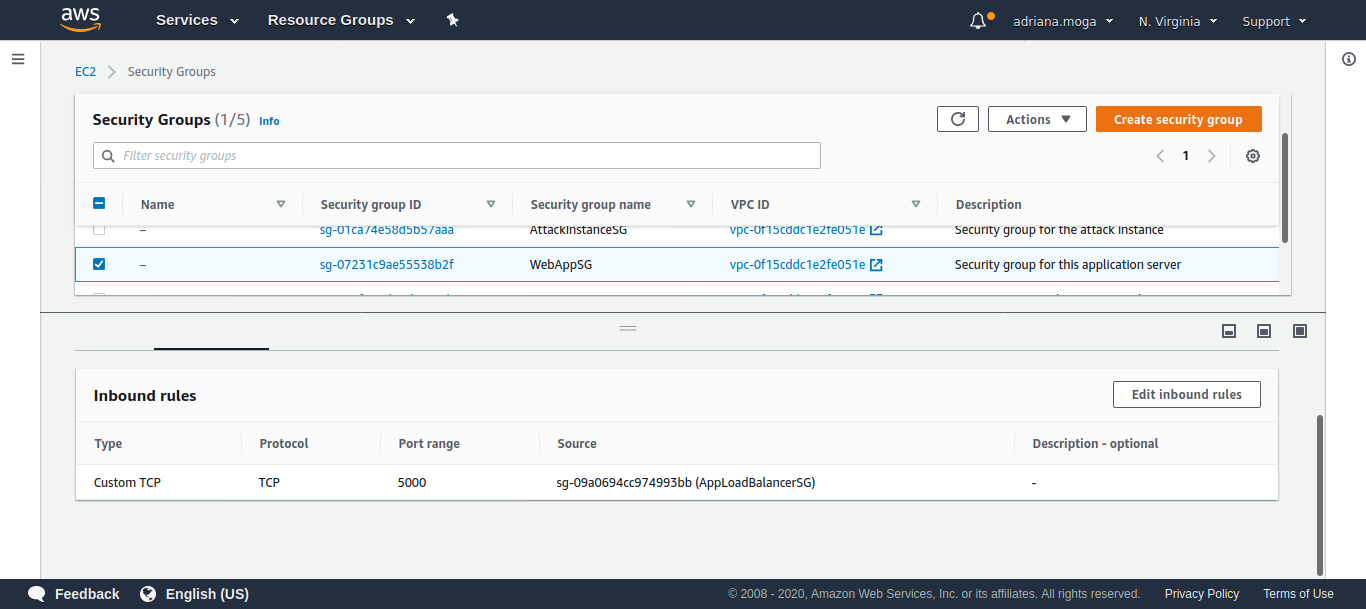 aws Services Resource Groups adriana.moga N. Virginia Support
EC2 Security Groups
Security Groups (1/5) Info Actions Create security group
Filter security groups 1
Name Security group ID Security group name VPC ID Description
– sg-01ca74e58d5b57aaa AttackInstanceSG vpc-0f15cddc1e2fe051e Security group for the attack instance
– sg-07231c9ae55538b2f WebAppSG vpc-0f15cddc1e2fe051e Security group for this application server
Inbound rules Edit inbound rules
Type Protocol Port range Source Description - optional
Custom TCP TCP 5000 sg-09a0694cc974993bb (AppLoadBalancerSG) -
Feedback English (US) © 2008 - 2020, Amazon Web Services, Inc. or its affiliates. All rights reserved. Privacy Policy Terms of Use